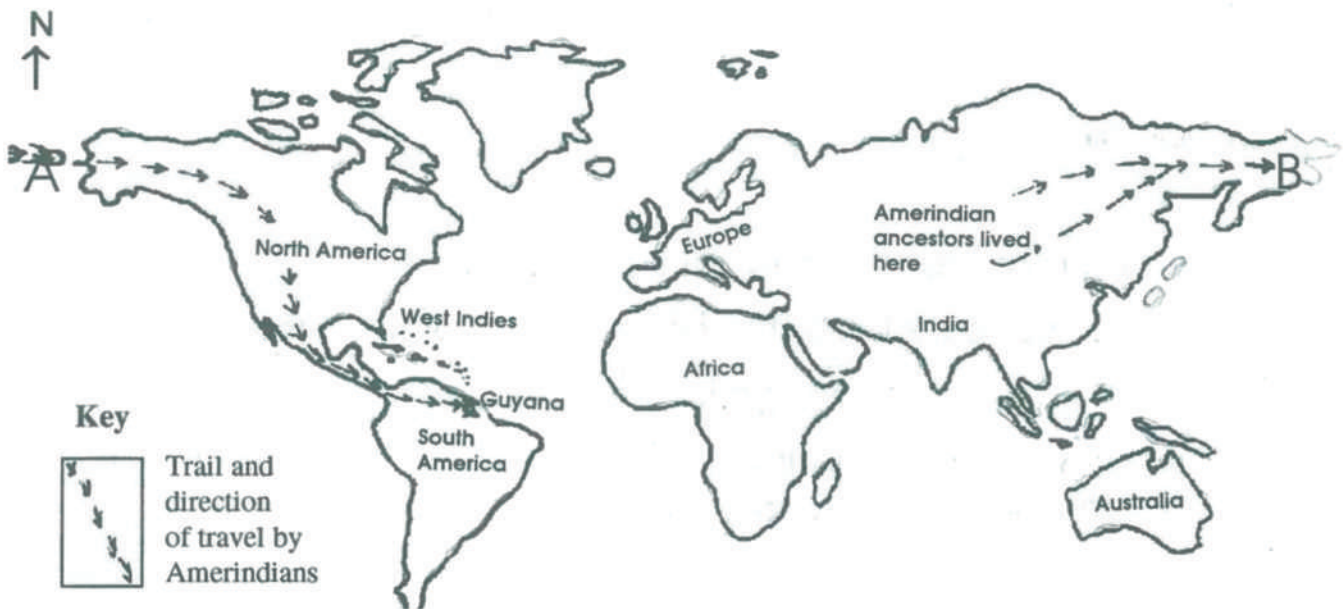 N
A
B
North America
Europe
Amerindian
ancestors lived
here
West Indies
India
Africa
Guyana
South
America
Australia
Key
Trail and
direction
of travel by
Amerindians